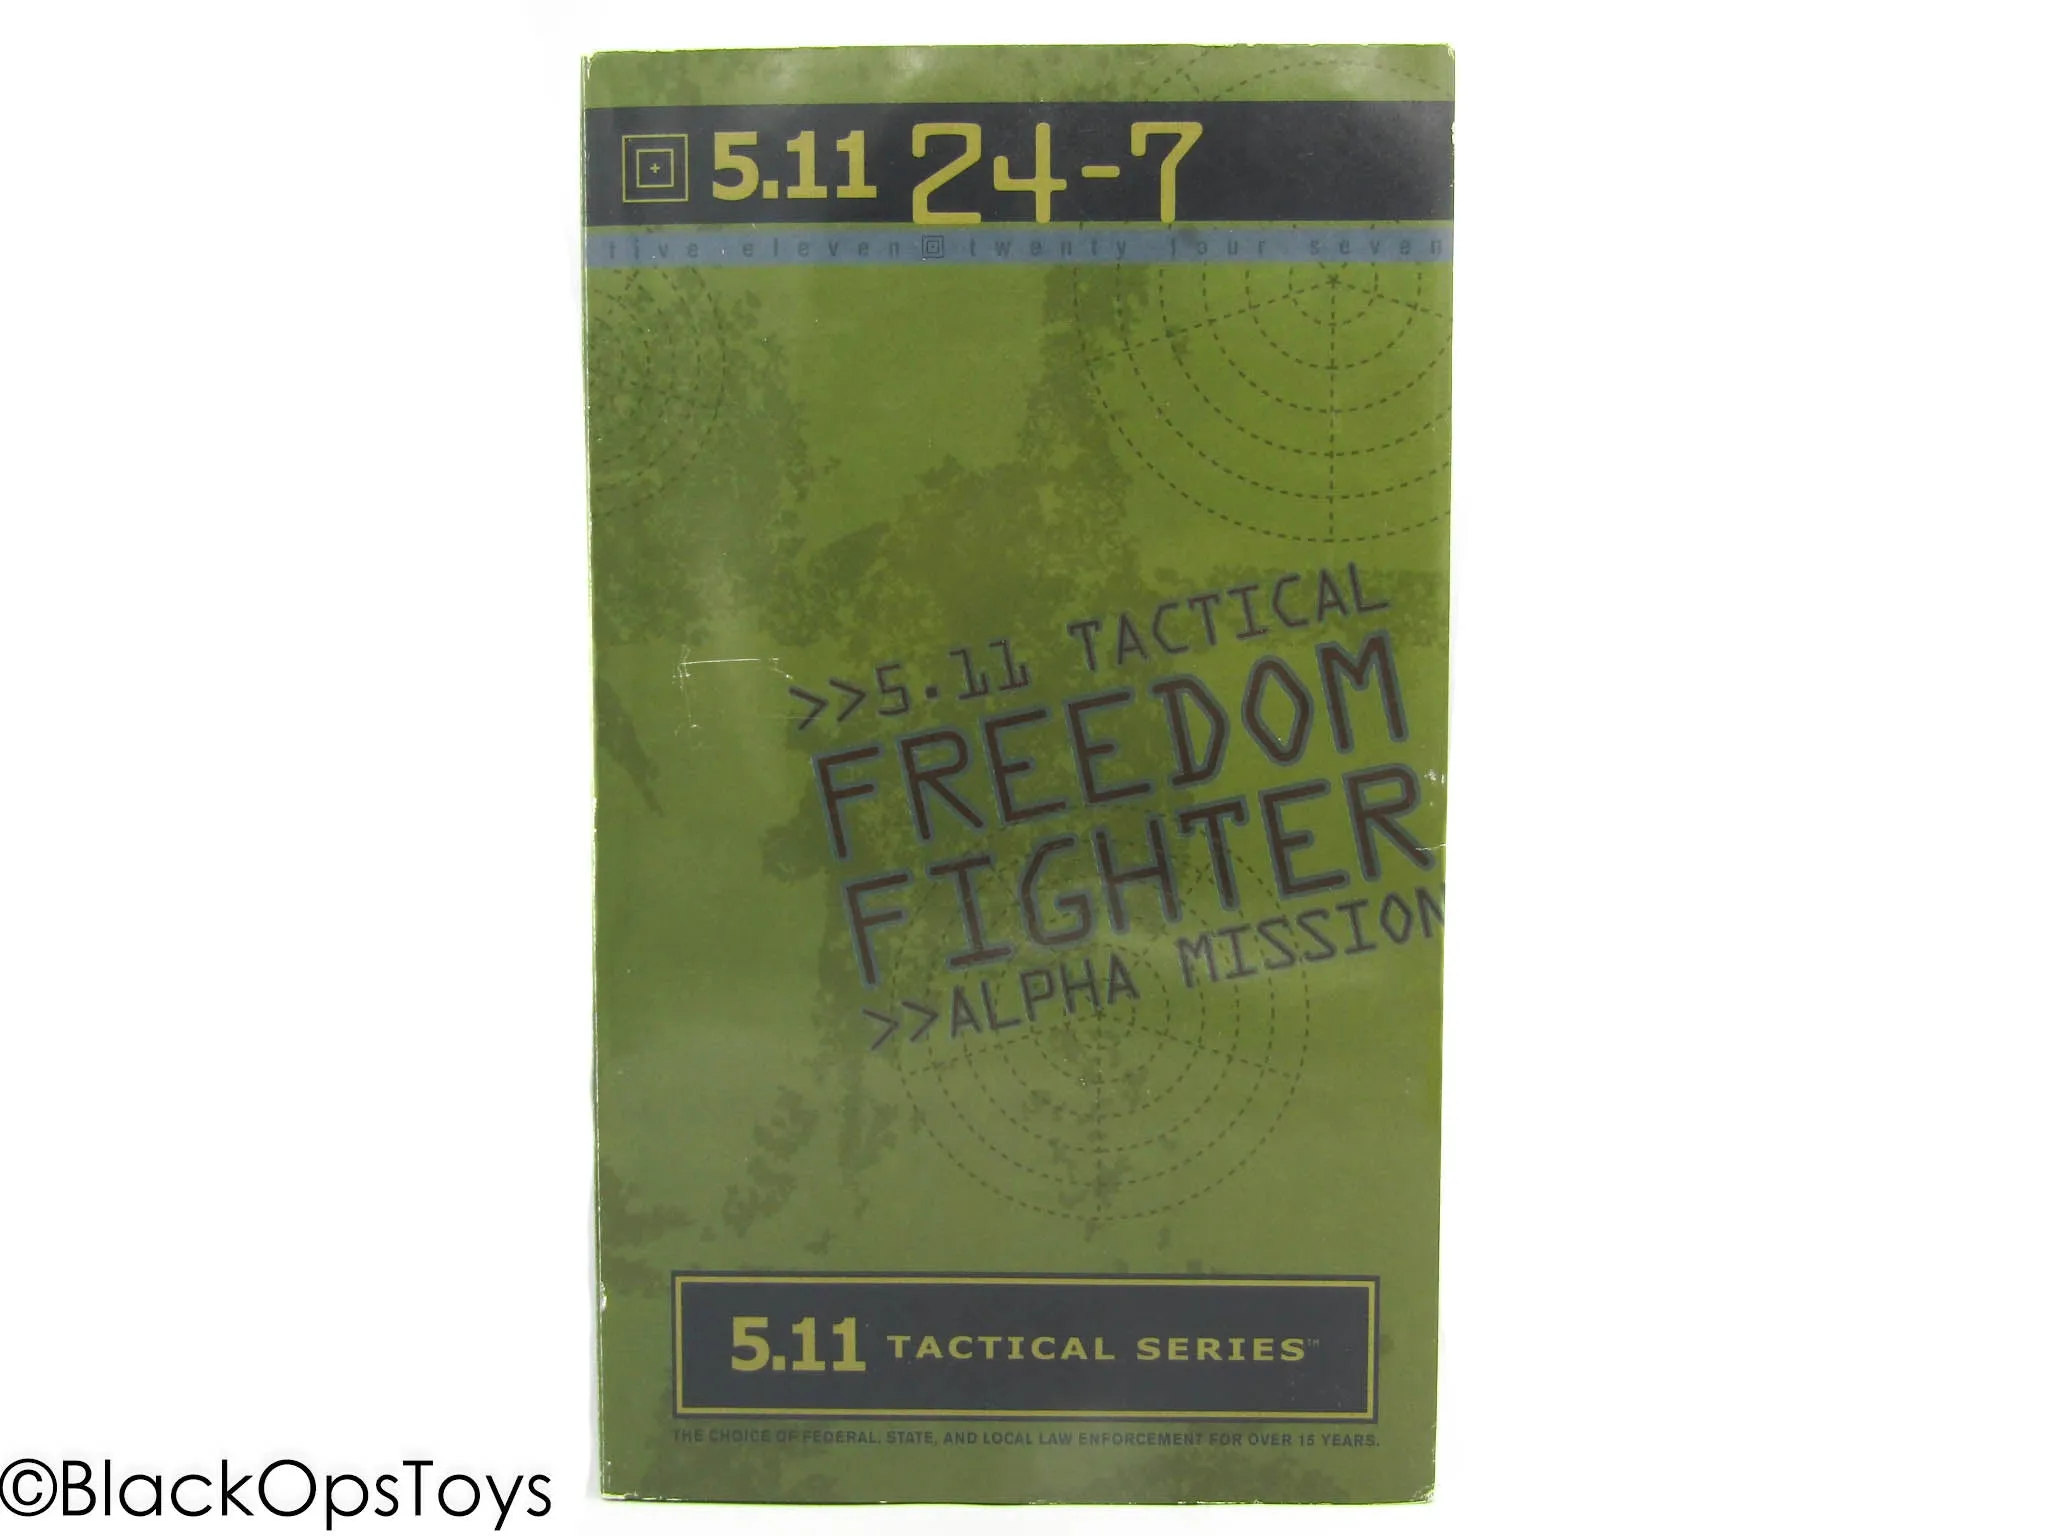 5.11 24-7
five eleven twenty four seven
>>5.11 TACTICAL
FREEDOM
FIGHTER
>>ALPHA MISSION
5.11 TACTICAL SERIES™
THE CHOICE OF FEDERAL, STATE, AND LOCAL LAW ENFORCEMENT FOR OVER 15 YEARS.
©BlackOpsToys